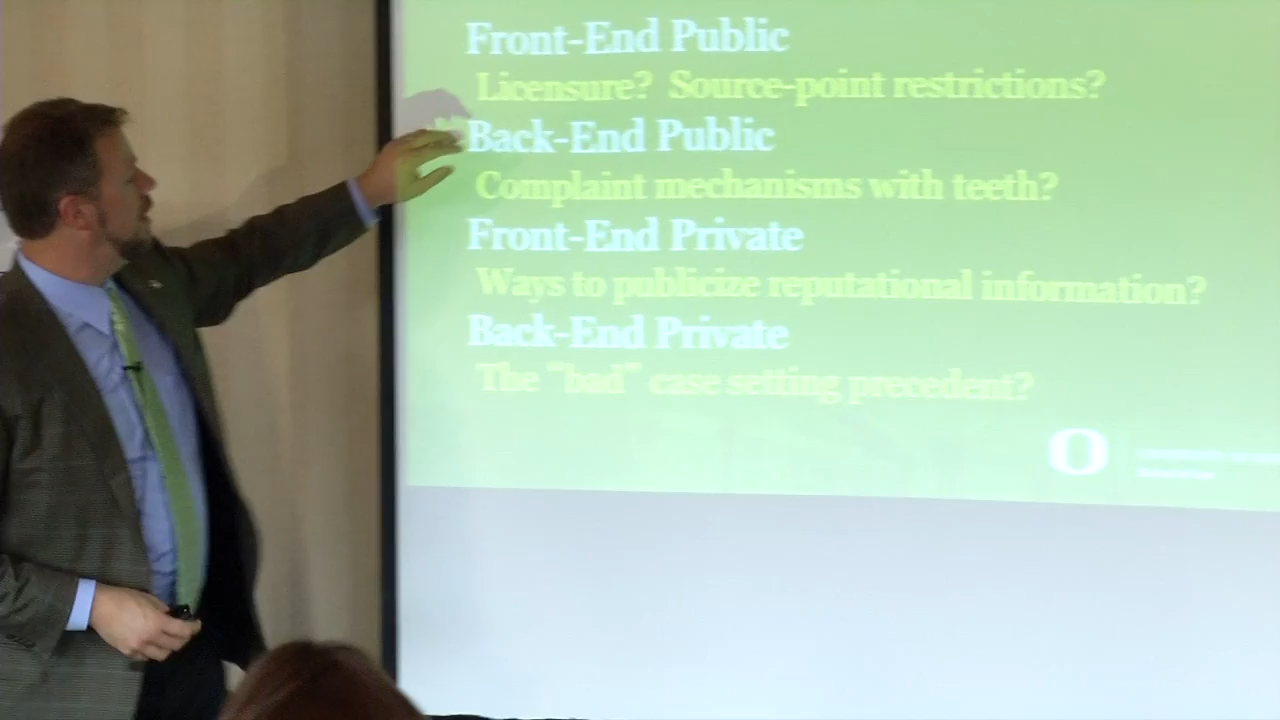 Front-End Public
Licensure? Source-point restrictions?
Back-End Public
Complaint mechanisms with teeth?
Front-End Private
Ways to publicize reputational information?
Back-End Private
The "bad" case setting precedent?
O